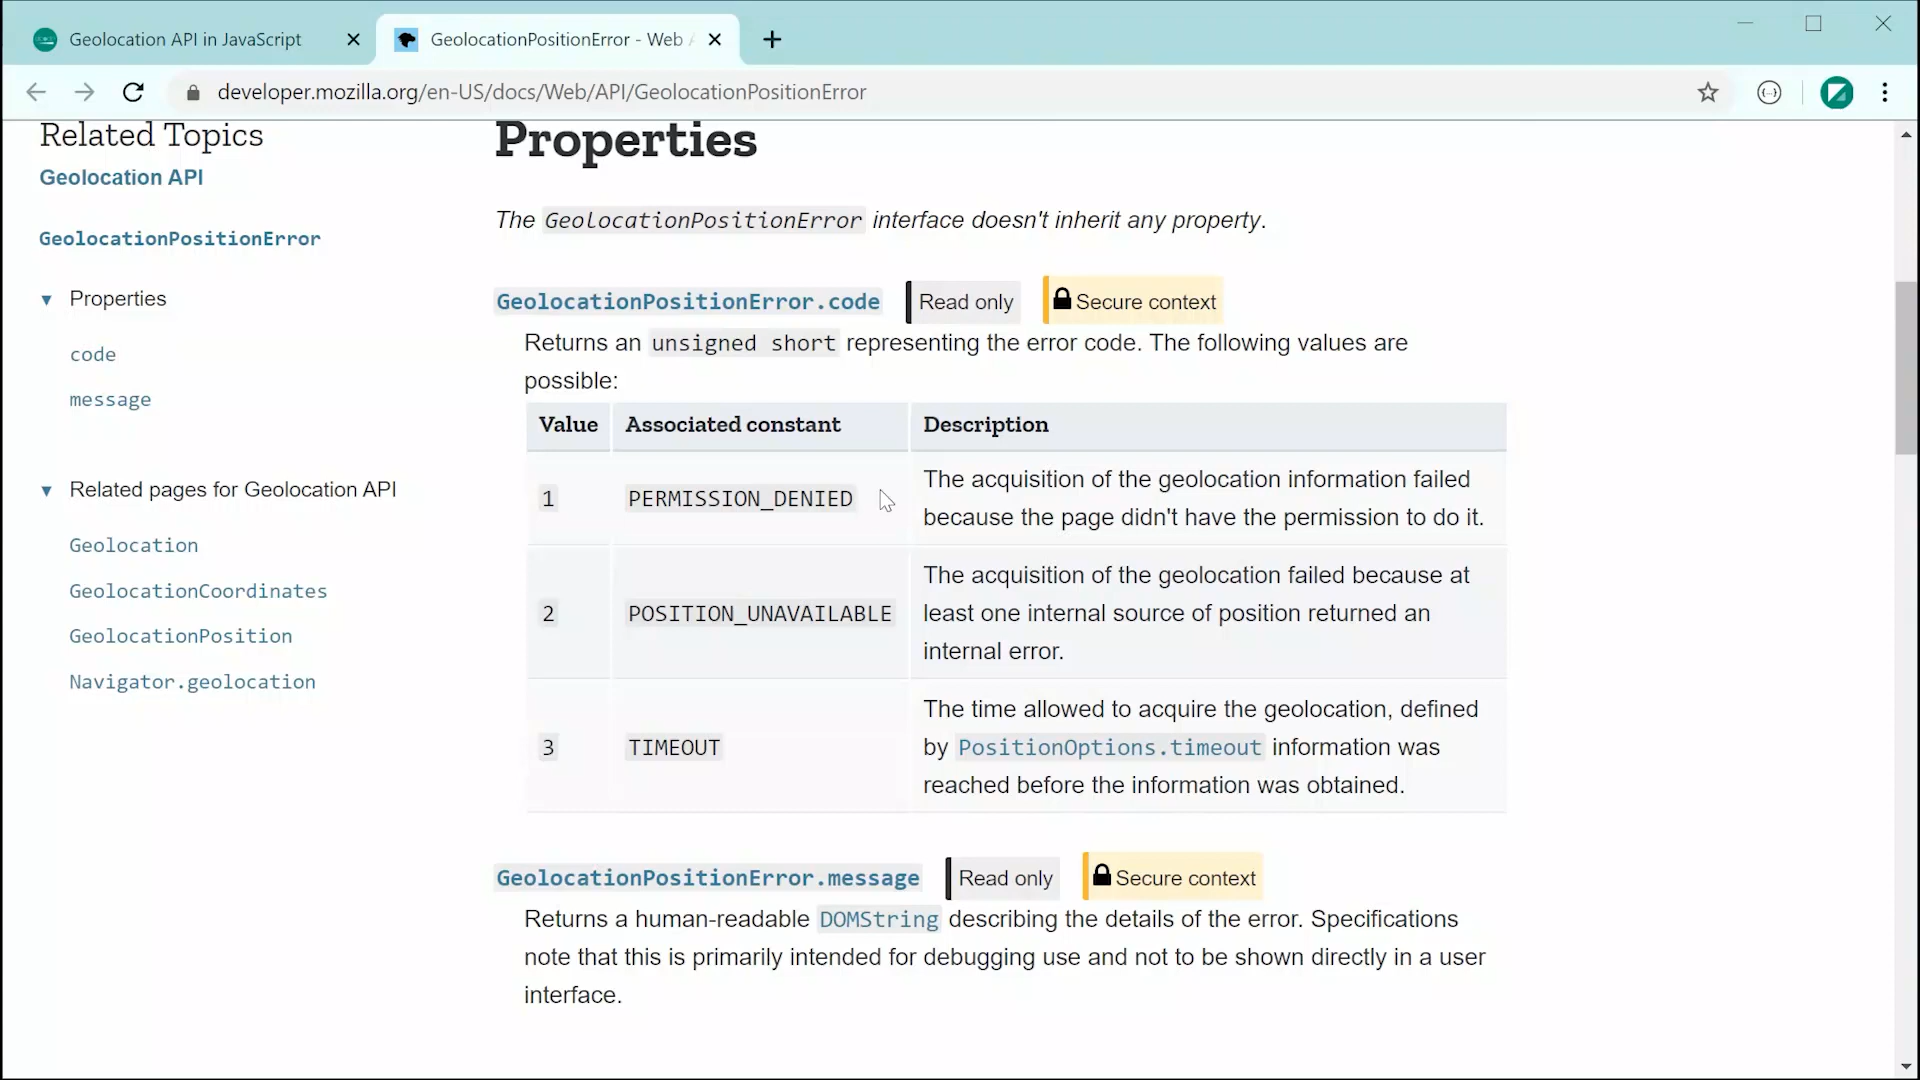 Geolocation API in JavaScript
GeolocationPositionError - Web
developer.mozilla.org/en-US/docs/Web/API/GeolocationPositionError
Related Topics
Geolocation API
GeolocationPositionError
Properties
code
message
Related pages for Geolocation API
Geolocation
GeolocationCoordinates
GeolocationPosition
Navigator.geolocation
Properties
The GeolocationPositionError interface doesn't inherit any property.
GeolocationPositionError.code Read only Secure context
Returns an unsigned short representing the error code. The following values are
possible:
Value Associated constant Description
1 PERMISSION_DENIED The acquisition of the geolocation information failed
because the page didn't have the permission to do it.
The acquisition of the geolocation failed because at
2 POSITION_UNAVAILABLE least one internal source of position returned an
internal error.
The time allowed to acquire the geolocation, defined
3 TIMEOUT by PositionOptions.timeout information was
reached before the information was obtained.
GeolocationPositionError.message Read only Secure context
Returns a human-readable DOMString describing the details of the error. Specifications
note that this is primarily intended for debugging use and not to be shown directly in a user
interface.